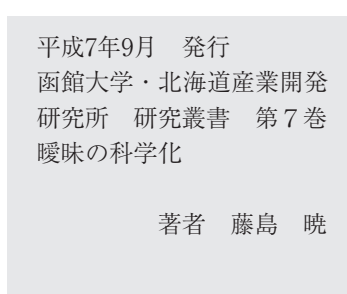 平成7年9月　発行
函館大学・北海道産業開発
研究所　研究叢書　第７巻
曖昧の科学化
著者　藤島　暁